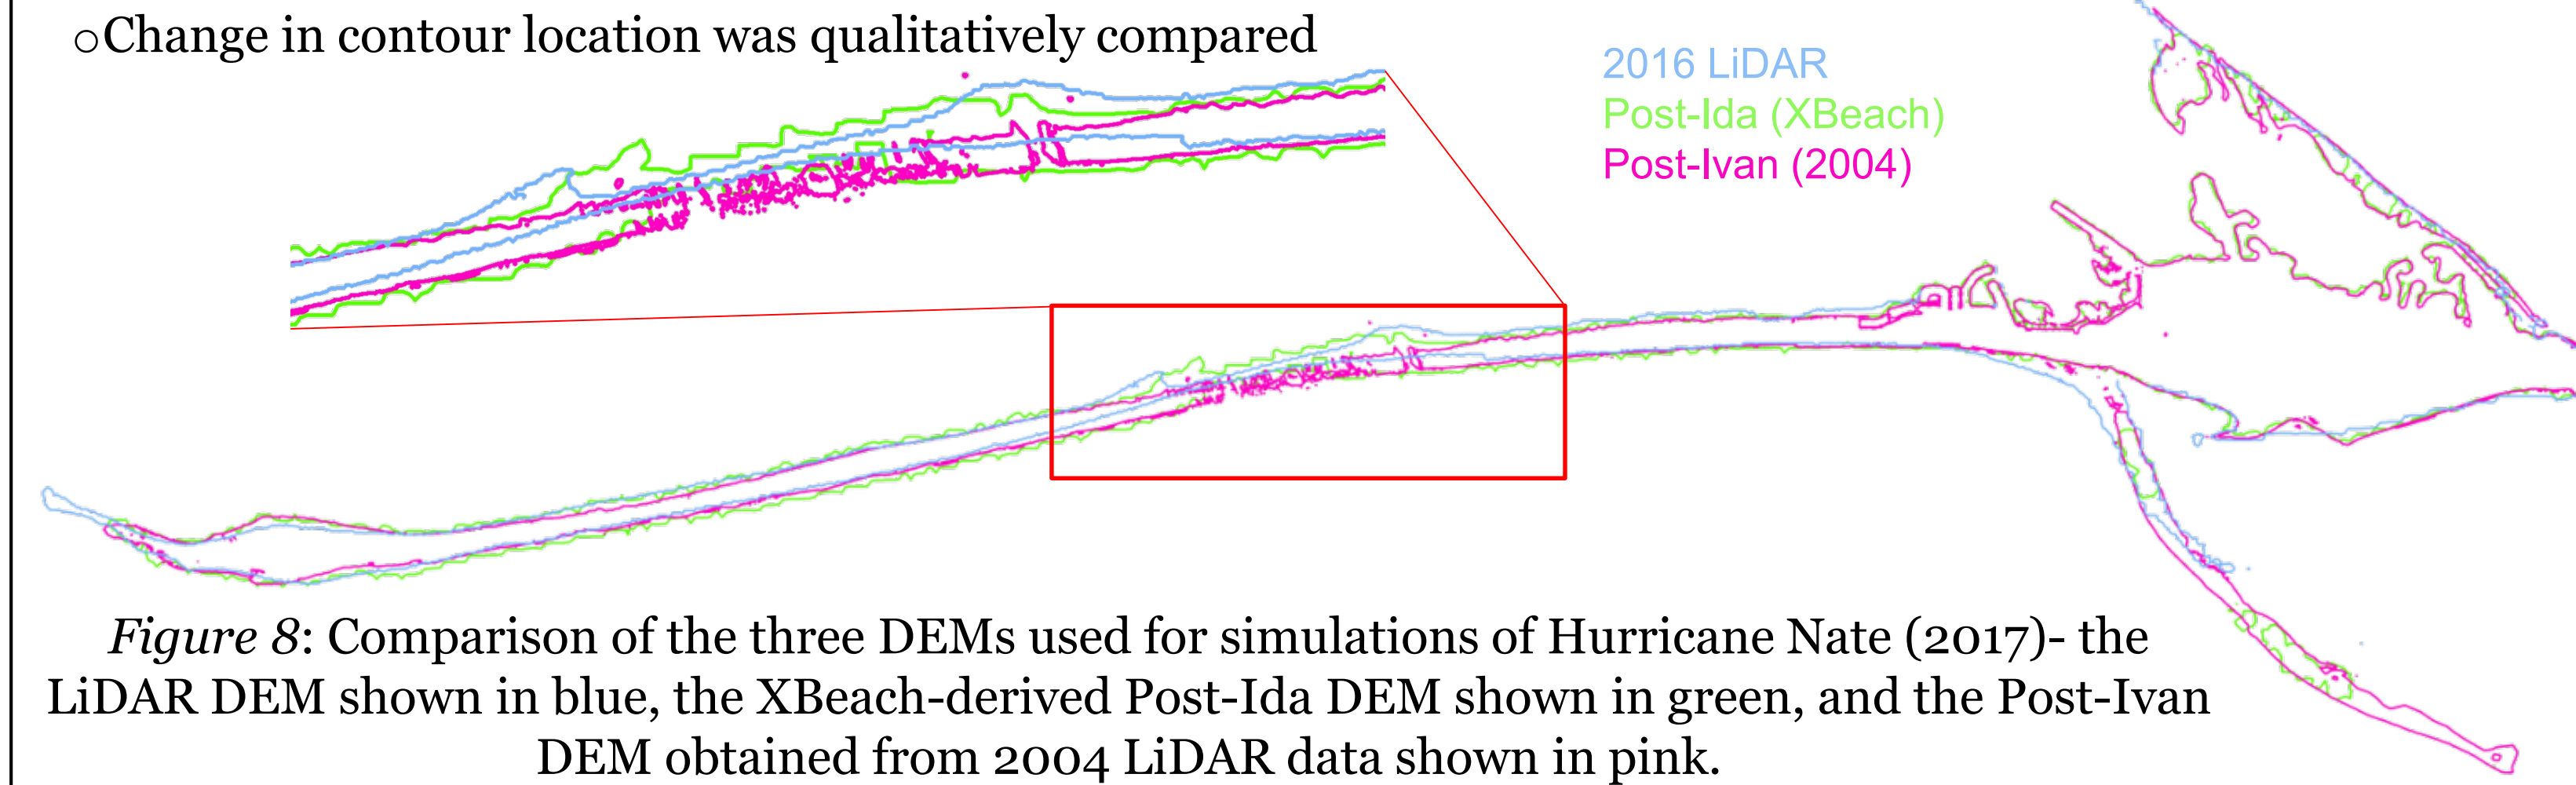 ○Change in contour location was qualitatively compared
2016 LiDAR
Post-Ida (XBeach)
Post-Ivan (2004)
Figure 8: Comparison of the three DEMs used for simulations of Hurricane Nate (2017)- the
LiDAR DEM shown in blue, the XBeach-derived Post-Ida DEM shown in green, and the Post-Ivan
DEM obtained from 2004 LiDAR data shown in pink.